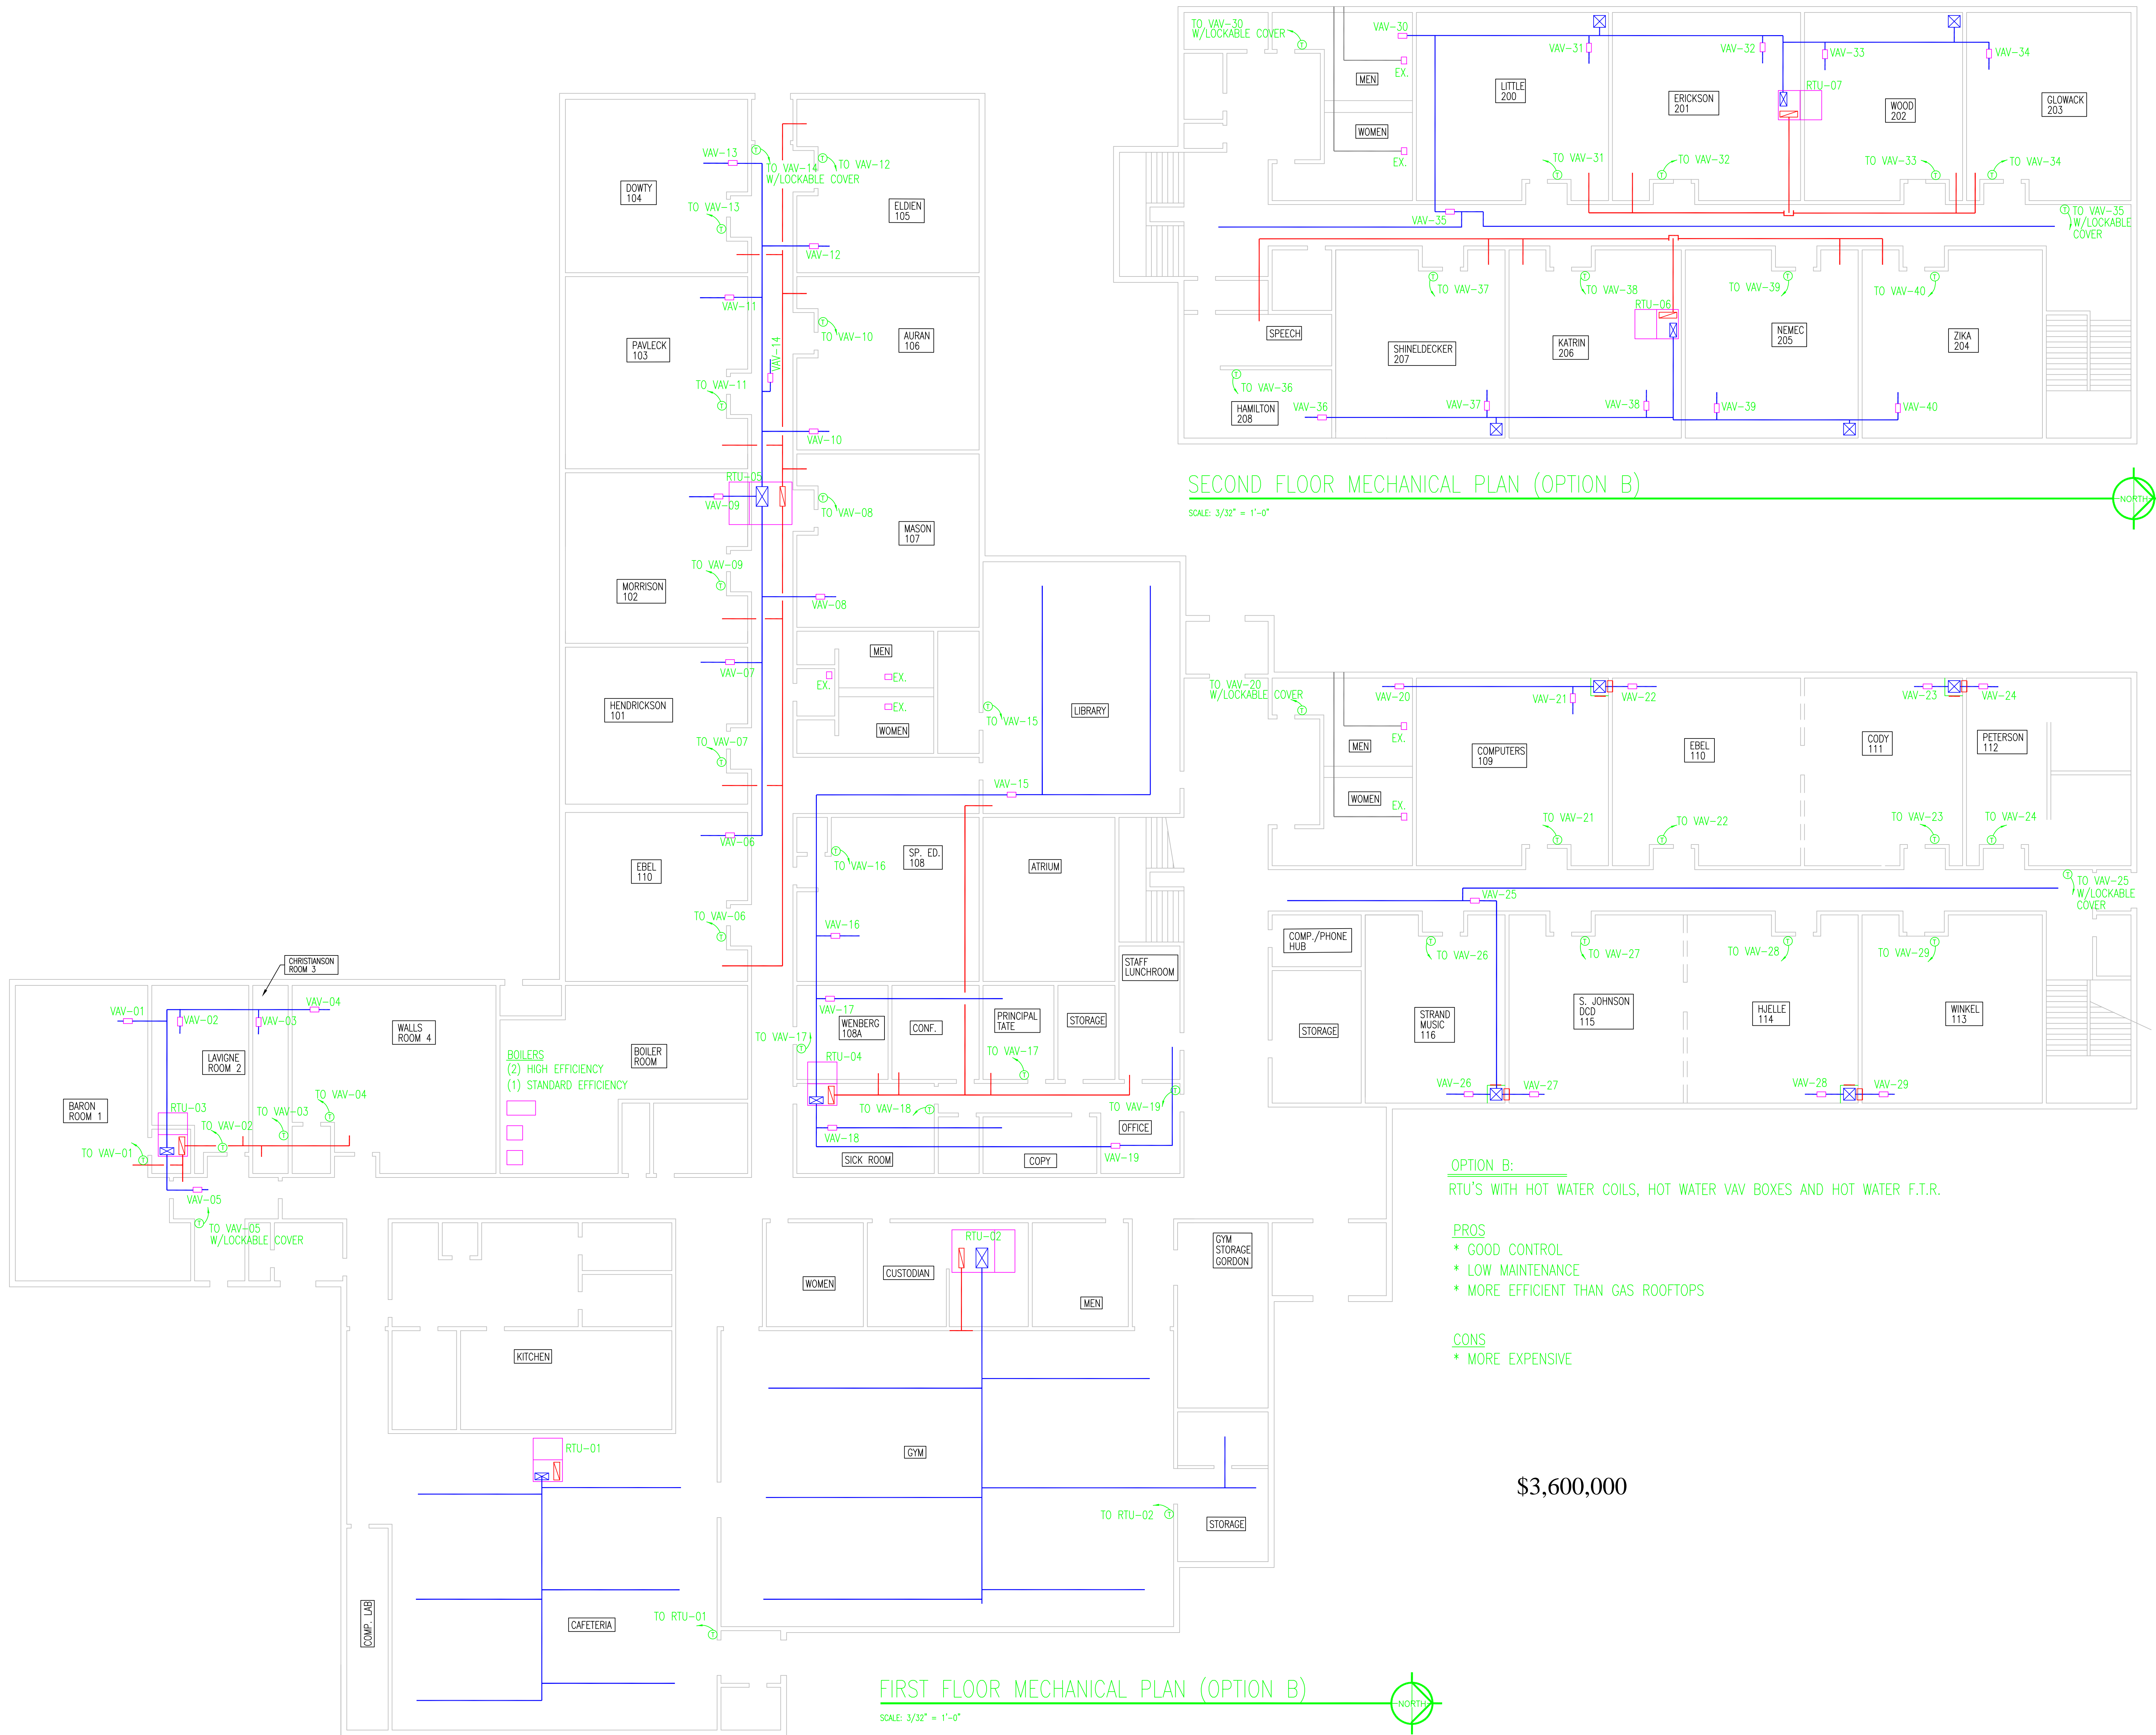 TO VAV-30
W/LOCKABLE COVER
VAV-30
EX.
MEN
WOMEN
EX.
LITTLE
200
VAV-31
ERICKSON
201
VAV-32
RTU-07
VAV-33
WOOD
202
VAV-34
GLOWACK
203
TO VAV-31
TO VAV-32
TO VAV-33
TO VAV-34
VAV-35
TO VAV-35
W/LOCKABLE
COVER
SPEECH
TO VAV-36
HAMILTON
208
VAV-36
TO VAV-37
SHINELDECKER
207
VAV-37
TO VAV-38
KATRIN
206
RTU-06
VAV-38
TO VAV-39
NEMEC
205
VAV-39
TO VAV-40
ZIKA
204
VAV-40
SECOND FLOOR MECHANICAL PLAN (OPTION B)
SCALE: 3/32" = 1'-0"
NORTH
VAV-13
TO VAV-14
W/LOCKABLE COVER
TO VAV-12
DOWTY
104
TO VAV-13
ELDIEN
105
VAV-12
VAV-11
PAVLECK
103
VAV-14
TO VAV-10
AURAN
106
TO VAV-11
VAV-10
RTU-05
VAV-09
TO VAV-08
MASON
107
TO VAV-09
MORRISON
102
VAV-08
VAV-07
MEN
EX.
EX.
EX.
WOMEN
HENDRICKSON
101
TO VAV-07
TO VAV-15
LIBRARY
VAV-15
VAV-06
EBEL
110
TO VAV-06
TO VAV-16
SP. ED.
108
ATRIUM
VAV-16
STAFF
LUNCHROOM
VAV-17
WENBERG
108A
CONF.
PRINCIPAL
TATE
STORAGE
TO VAV-17
RTU-04
TO VAV-17
TO VAV-18
TO VAV-19
VAV-18
VAV-19
OFFICE
SICK ROOM
COPY
TO VAV-20
W/LOCKABLE COVER
VAV-20
EX.
MEN
WOMEN
EX.
VAV-21
VAV-22
VAV-23
VAV-24
COMPUTERS
109
EBEL
110
CODY
111
PETERSON
112
TO VAV-21
TO VAV-22
TO VAV-23
TO VAV-24
VAV-25
TO VAV-25
W/LOCKABLE
COVER
COMP./PHONE
HUB
STORAGE
TO VAV-26
TO VAV-27
TO VAV-28
TO VAV-29
STRAND
MUSIC
116
S. JOHNSON
DCD
115
HJELLE
114
WINKEL
113
VAV-26
VAV-27
VAV-28
VAV-29
CHRISTIANSON
ROOM 3
VAV-01
VAV-02
VAV-03
VAV-04
LAVIGNE
ROOM 2
WALLS
ROOM 4
BARON
ROOM 1
RTU-03
TO VAV-01
TO VAV-02
TO VAV-03
TO VAV-04
VAV-05
TO VAV-05
W/LOCKABLE COVER
BOILERS
(2) HIGH EFFICIENCY
(1) STANDARD EFFICIENCY
BOILER
ROOM
KITCHEN
RTU-01
COMP. LAB
CAFETERIA
TO RTU-01
WOMEN
CUSTODIAN
RTU-02
MEN
GYM
STORAGE
GORDON
GYM
TO RTU-02
STORAGE
OPTION B:
RTU'S WITH HOT WATER COILS, HOT WATER VAV BOXES AND HOT WATER F.T.R.
PROS
* GOOD CONTROL
* LOW MAINTENANCE
* MORE EFFICIENT THAN GAS ROOFTOPS
CONS
* MORE EXPENSIVE
$3,600,000
FIRST FLOOR MECHANICAL PLAN (OPTION B)
SCALE: 3/32" = 1'-0"
NORTH